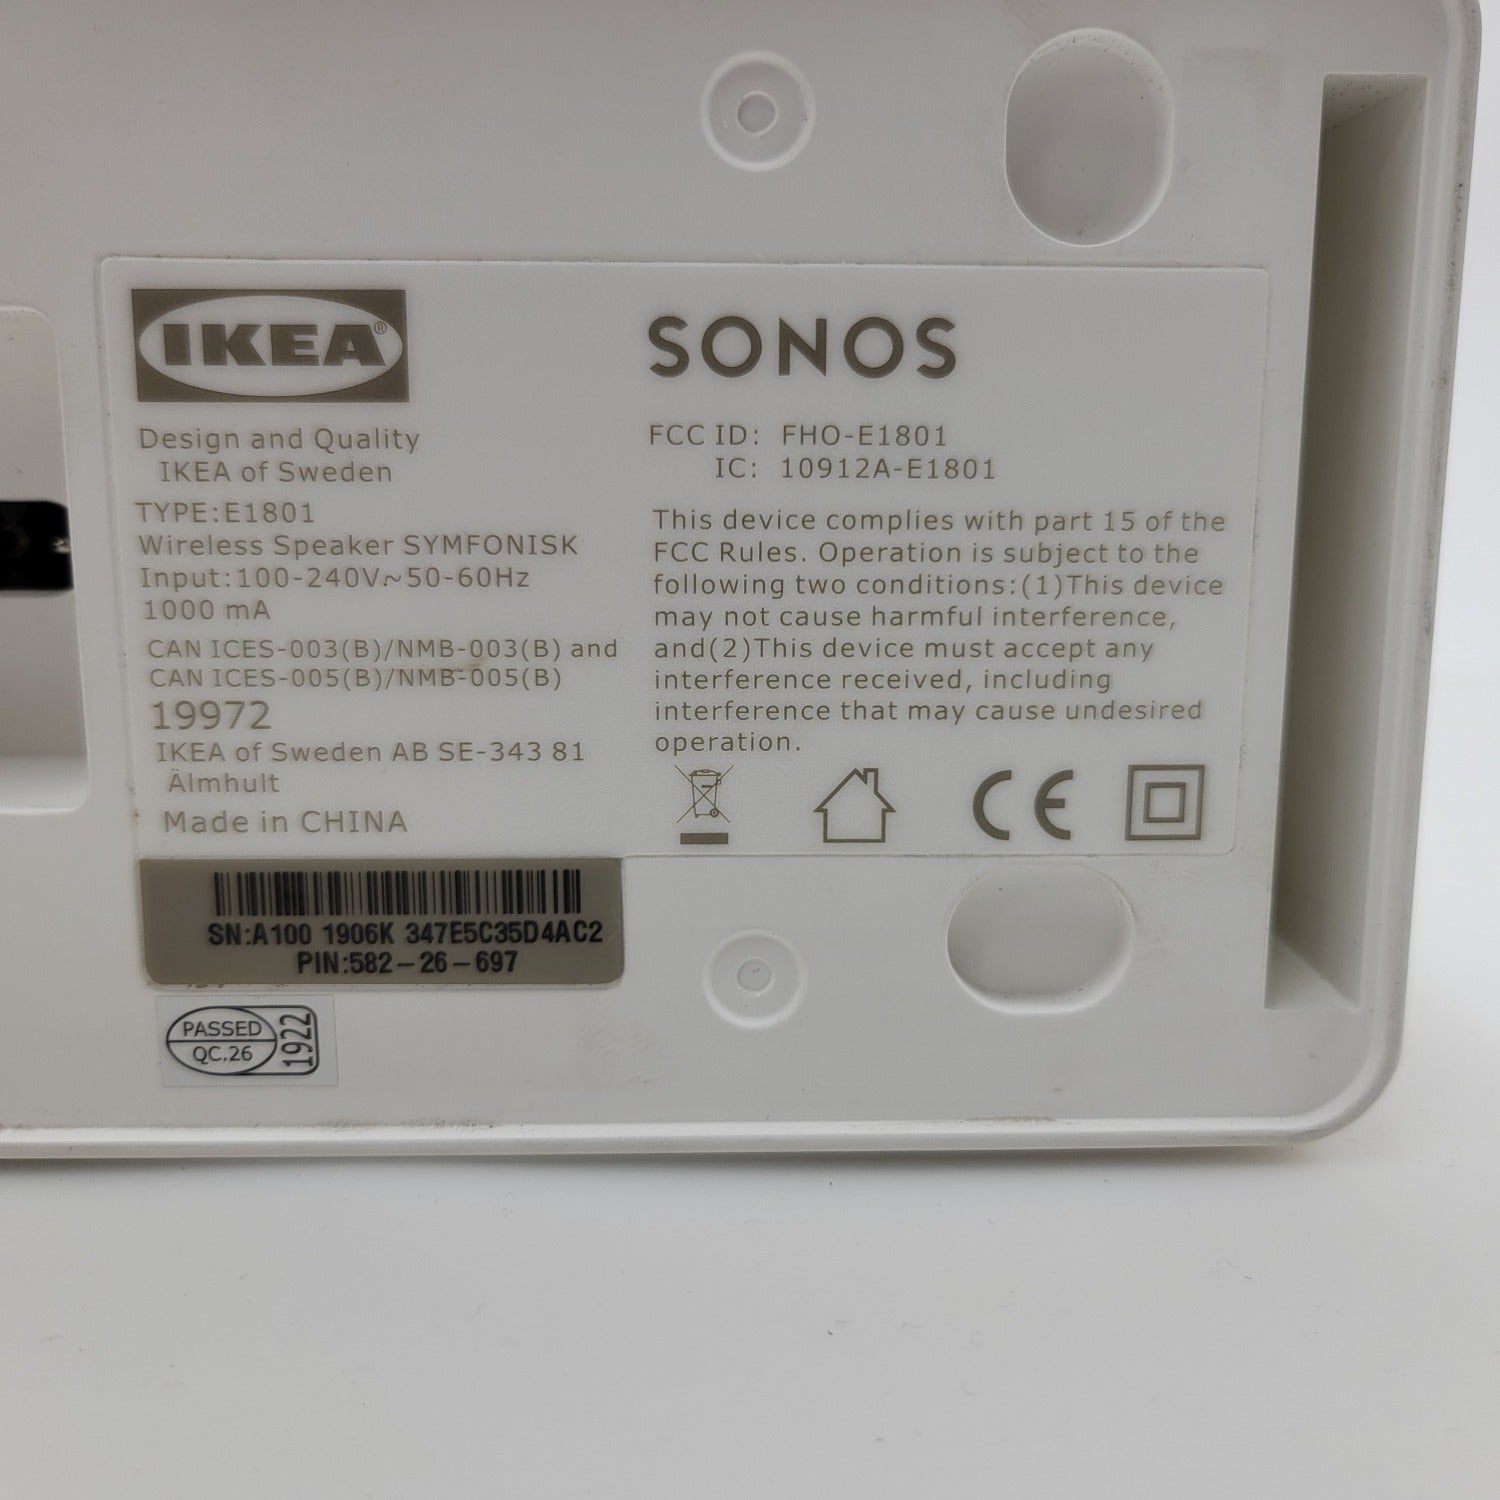 IKEA®
Design and Quality
IKEA of Sweden
TYPE:E1801
Wireless Speaker SYMFONISK
Input:100-240V~50-60Hz
1000 mA
CAN ICES-003(B)/NMB-003(B) and
CAN ICES-005(B)/NMB-005(B)
19972
IKEA of Sweden AB SE-343 81
Älmhult
Made in CHINA
SONOS
FCC ID: FHO-E1801
IC: 10912A-E1801
This device complies with part 15 of the
FCC Rules. Operation is subject to the
following two conditions:(1)This device
may not cause harmful interference,
and(2)This device must accept any
interference received, including
interference that may cause undesired
operation.
CE
SN:A100 1906K 347E5C35D4AC2
PIN:582-26-697
PASSED
QC.26
1922